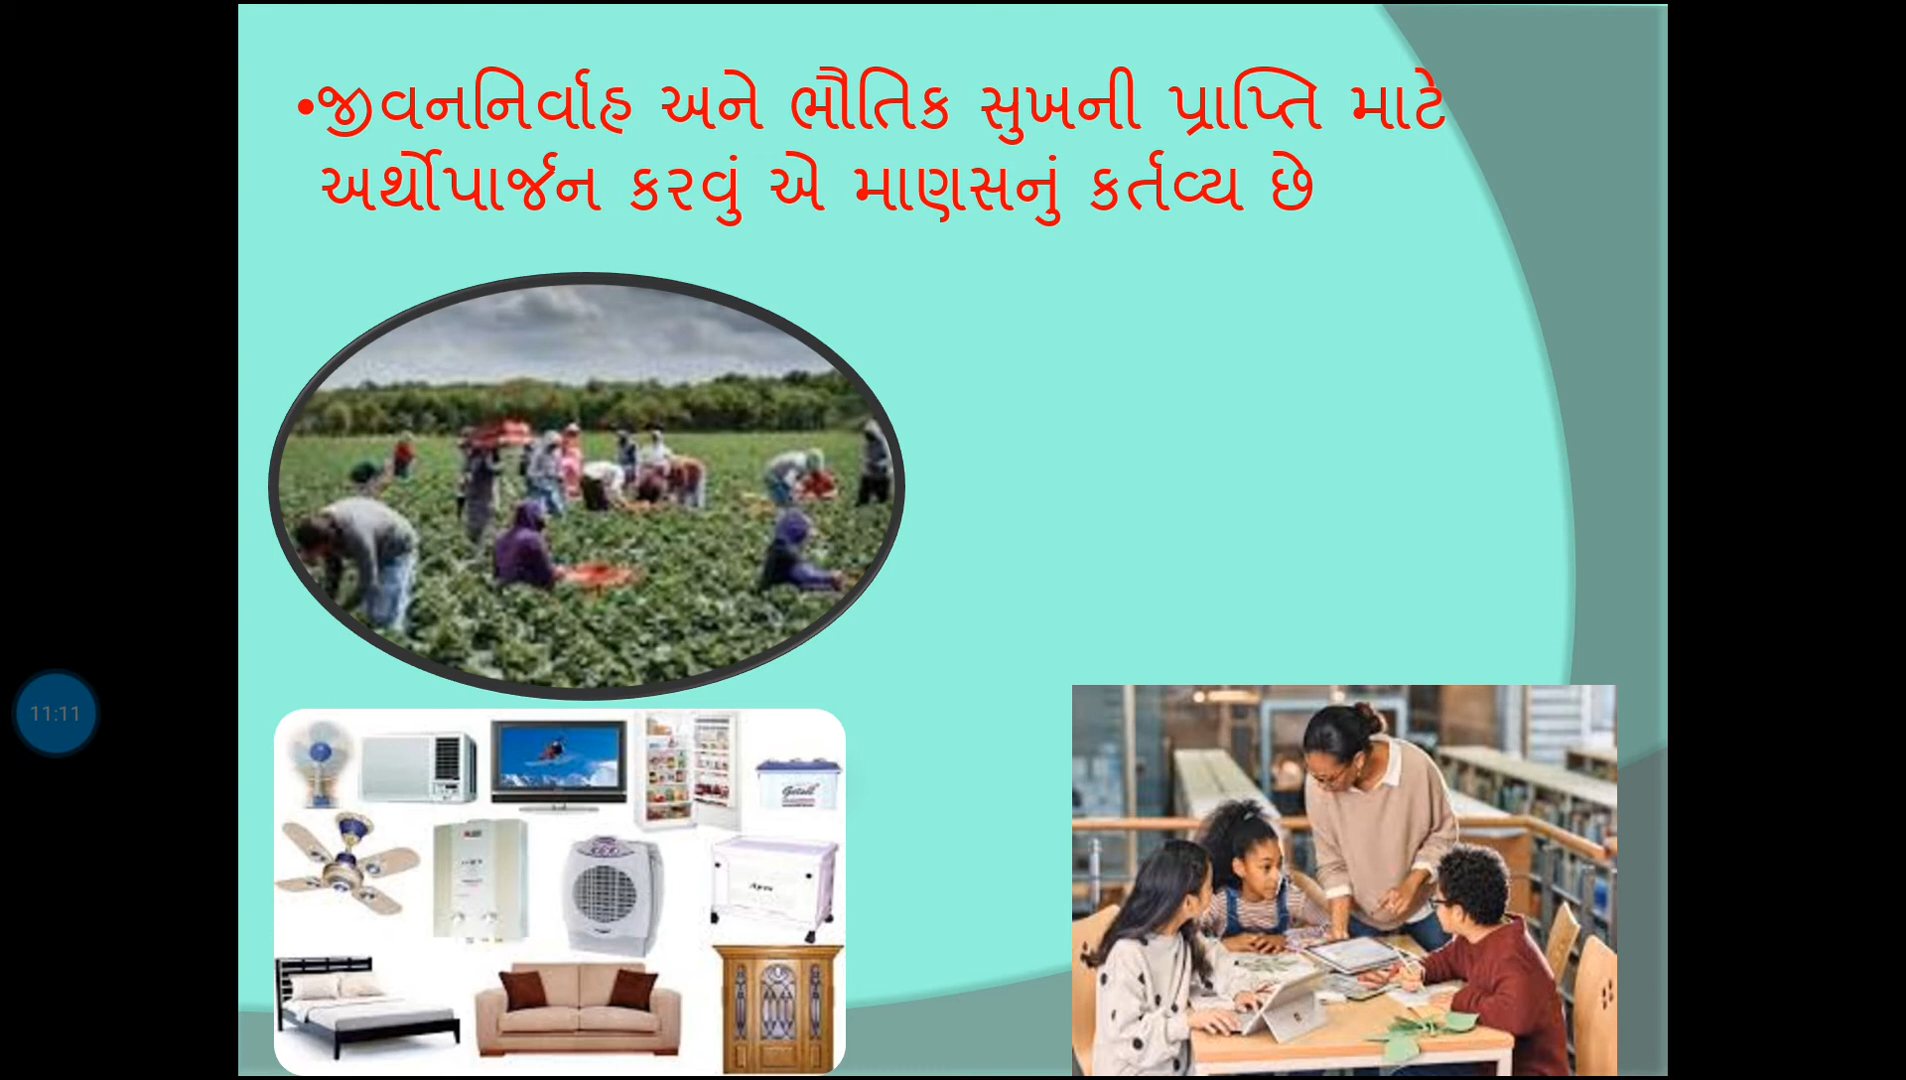 •જીવનનિર્વાહ અને ભૌતિક સુખની પ્રાપ્તિ માટે
અર્થોપાર્જન કરવું એ માણસનું કર્તવ્ય છે
11:11